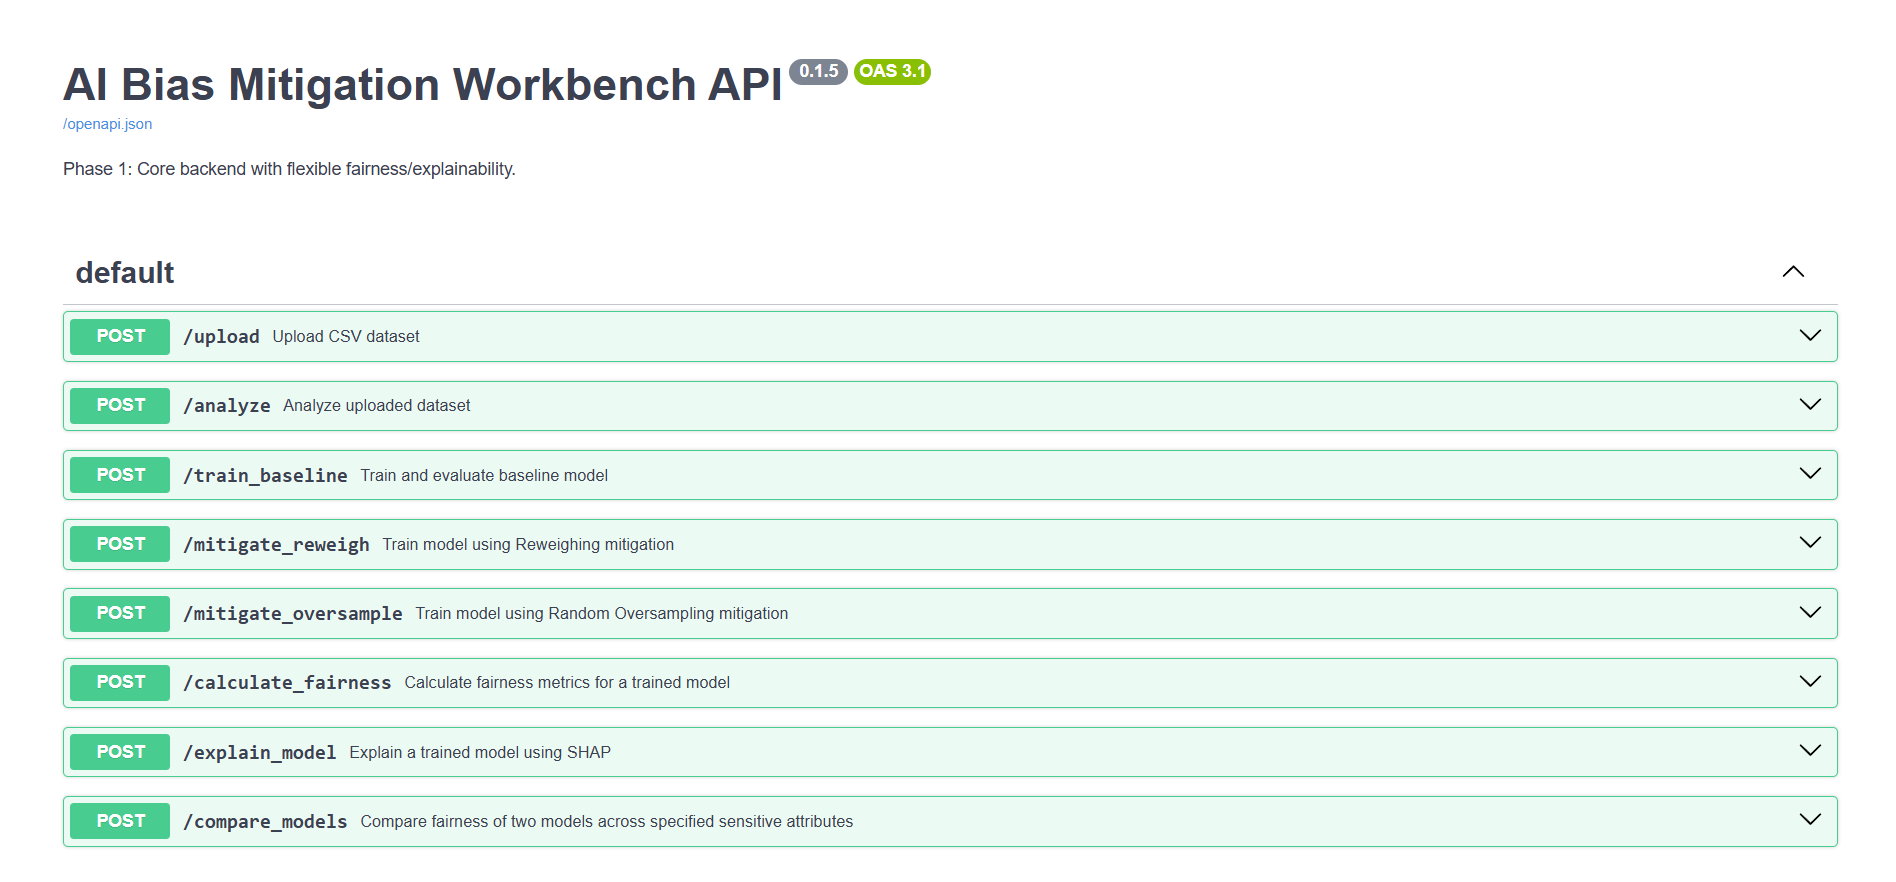 AI Bias Mitigation Workbench API 0.1.5 OAS 3.1
/openapi.json
Phase 1: Core backend with flexible fairness/explainability.
default
POST /upload Upload CSV dataset
POST /analyze Analyze uploaded dataset
POST /train_baseline Train and evaluate baseline model
POST /mitigate_reweigh Train model using Reweighing mitigation
POST /mitigate_oversample Train model using Random Oversampling mitigation
POST /calculate_fairness Calculate fairness metrics for a trained model
POST /explain_model Explain a trained model using SHAP
POST /compare_models Compare fairness of two models across specified sensitive attributes